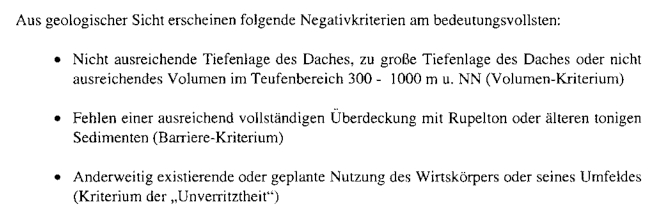 Aus geologischer Sicht erscheinen folgende Negativkriterien am bedeutungsvollsten:
• Nicht ausreichende Tiefenlage des Daches, zu große Tiefenlage des Daches oder nicht
ausreichendes Volumen im Teufenbereich 300 - 1000 m u. NN (Volumen-Kriterium)
• Fehlen einer ausreichend vollständigen Überdeckung mit Rupelton oder älteren tonigen
Sedimenten (Barriere-Kriterium)
• Anderweitig existierende oder geplante Nutzung des Wirtskörpers oder seines Umfeldes
(Kriterium der „Unverritztheit“)